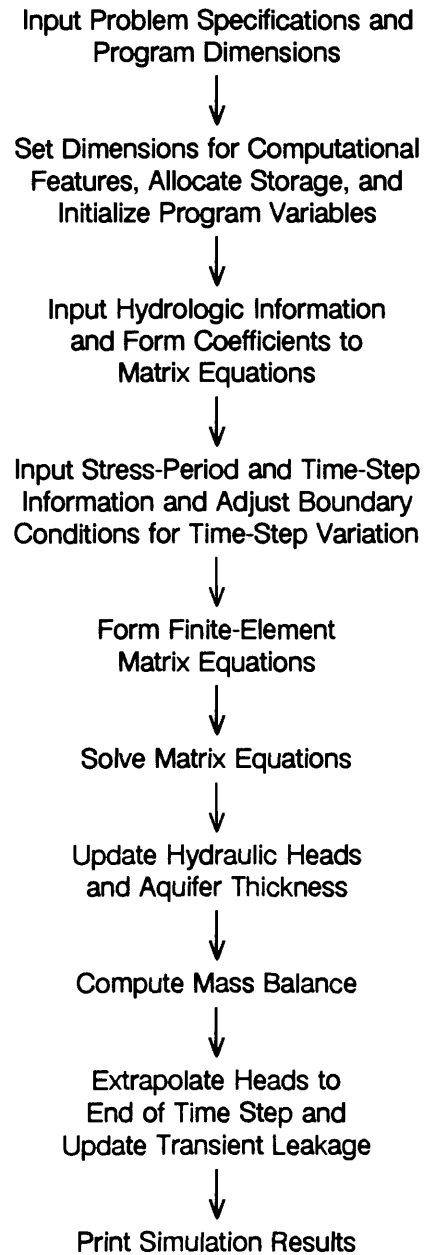 Input Problem Specifications and
Program Dimensions
Set Dimensions for Computational
Features, Allocate Storage, and
Initialize Program Variables
Input Hydrologic Information
and Form Coefficients to
Matrix Equations
Input Stress-Period and Time-Step
Information and Adjust Boundary
Conditions for Time-Step Variation
Form Finite-Element
Matrix Equations
Solve Matrix Equations
Update Hydraulic Heads
and Aquifer Thickness
Compute Mass Balance
Extrapolate Heads to
End of Time Step and
Update Transient Leakage
Print Simulation Results